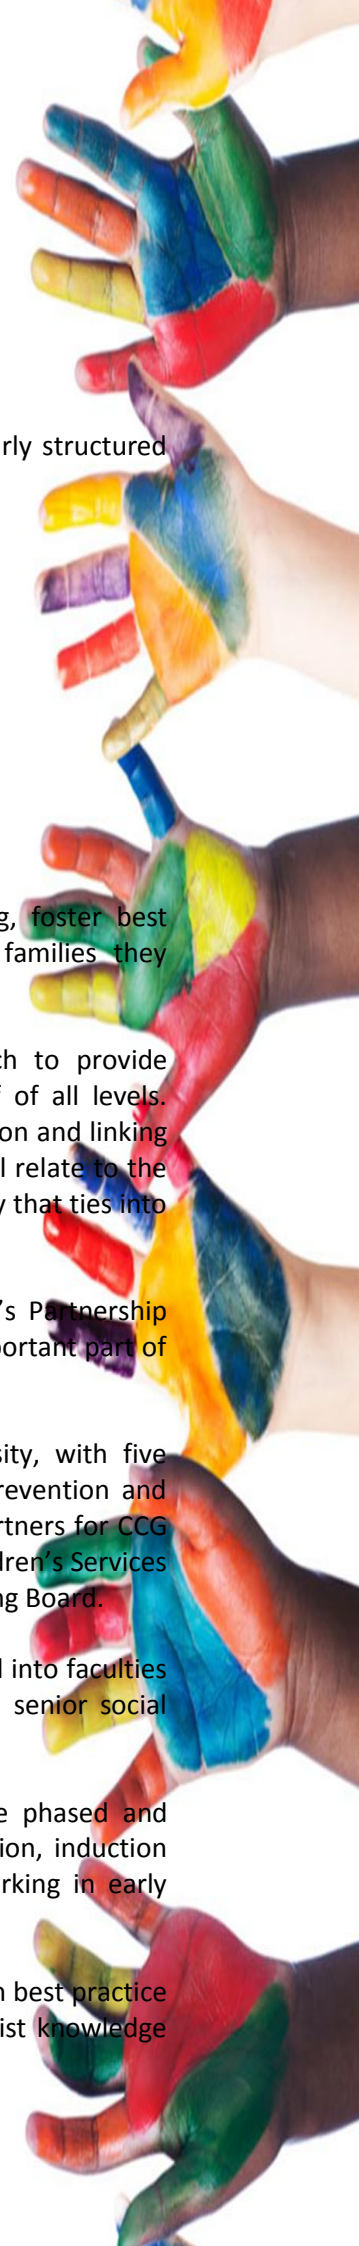 rly structured
g, foster best
families they
ch to provide
of all levels.
on and linking
l relate to the
y that ties into
's Partnership
portant part of
sity, with five
revention and
rtners for CCG
dren's Services
ng Board.
l into faculties
senior social
e phased and
ion, induction
rking in early
n best practice
ist knowledge